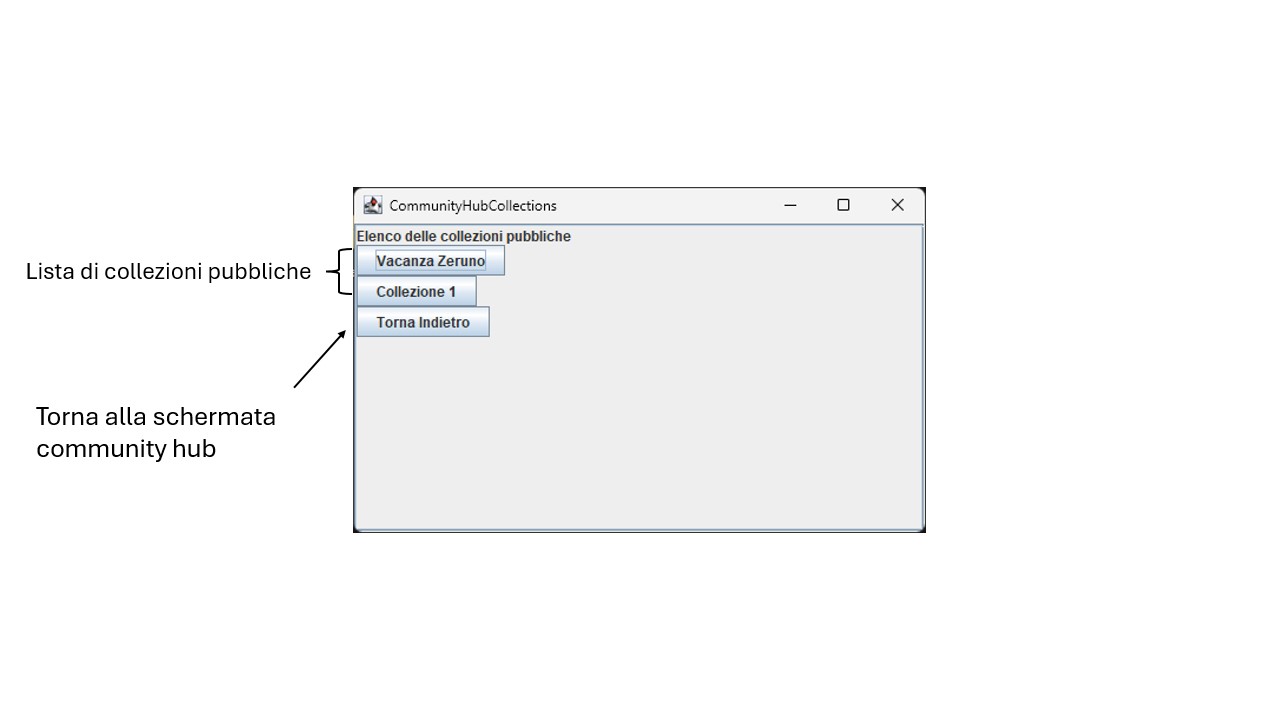 CommunityHubCollections
Elenco delle collezioni pubbliche
Vacanza Zeruno
Lista di collezioni pubbliche
Collezione 1
Torna Indietro
Torna alla schermata
community hub